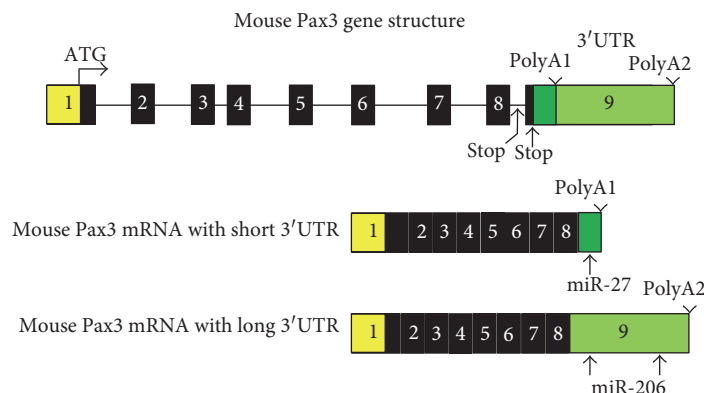 Mouse Pax3 gene structure
ATG
3′UTR
PolyA1
PolyA2
1 2 3 4 5 6 7 8 9
Stop Stop
PolyA1
Mouse Pax3 mRNA with short 3′UTR
1 2 3 4 5 6 7 8
miR-27
PolyA2
Mouse Pax3 mRNA with long 3′UTR
1 2 3 4 5 6 7 8 9
miR-206